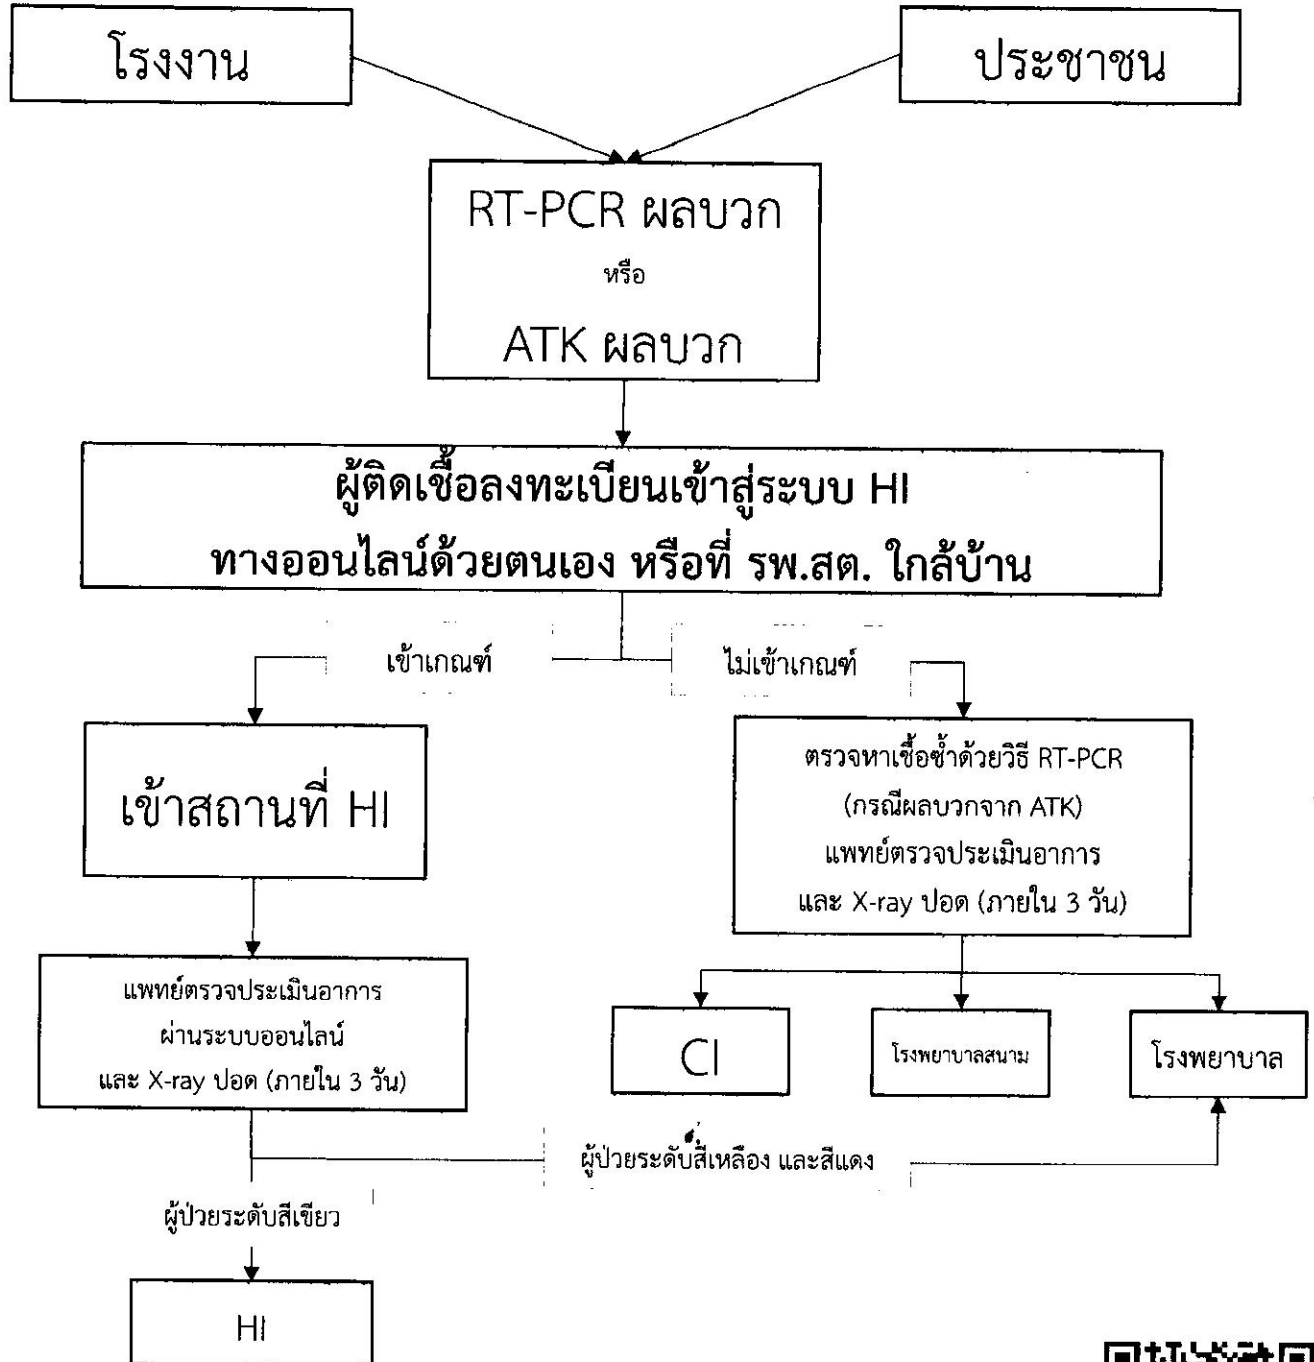 โรงงาน
ประชาชน
RT-PCR ผลบวก
หรือ
ATK ผลบวก
ผู้ติดเชื้อลงทะเบียนเข้าสู่ระบบ HI
ทางออนไลน์ด้วยตนเอง หรือที่ รพ.สต. ใกล้บ้าน
เข้าเกณฑ์
ไม่เข้าเกณฑ์
เข้าสถานที่ HI
ตรวจหาเชื้อซ้ำด้วยวิธี RT-PCR
(กรณีผลบวกจาก ATK)
แพทย์ตรวจประเมินอาการ
และ X-ray ปอด (ภายใน 3 วัน)
แพทย์ตรวจประเมินอาการ
ผ่านระบบออนไลน์
และ X-ray ปอด (ภายใน 3 วัน)
CI
โรงพยาบาลสนาม
โรงพยาบาล
ผู้ป่วยระดับสีเหลือง และสีแดง
ผู้ป่วยระดับสีเขียว
HI